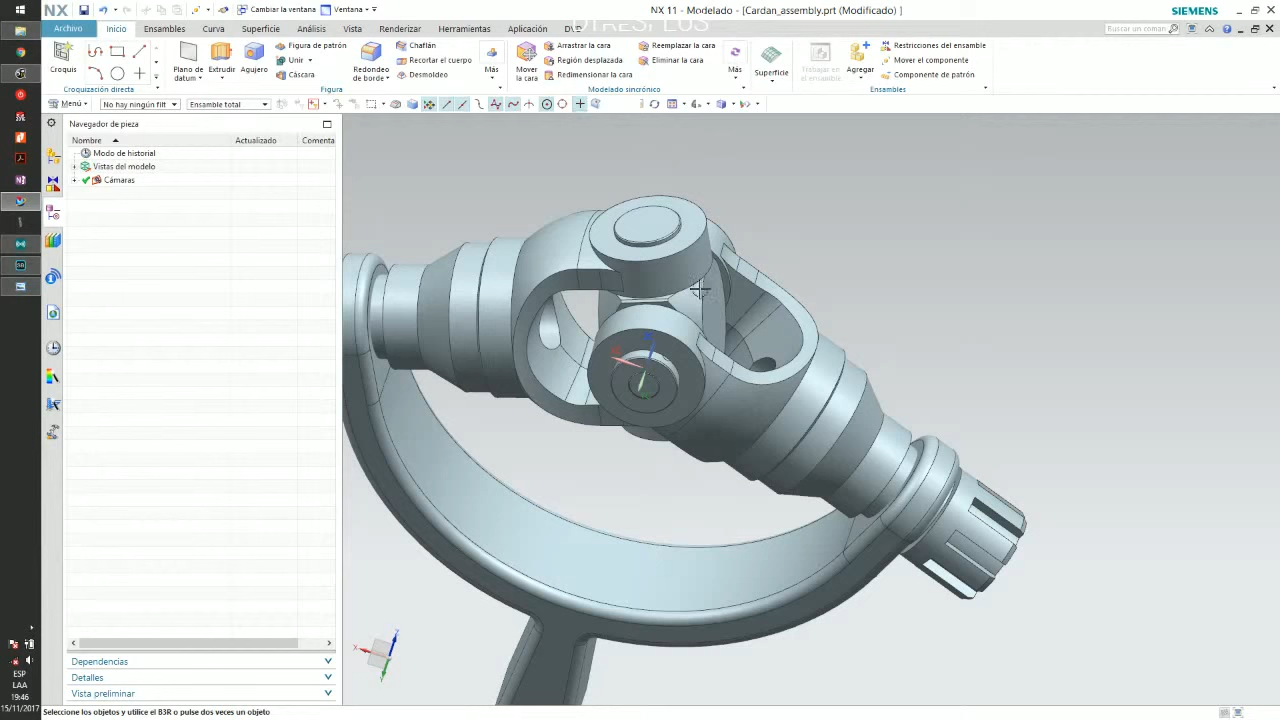 NX
Cambiar la ventana
Ventana
NX 11 - Modelado - [Cardan_assembly.prt (Modificado) ]
SIEMENS
Archivo
Inicio
Ensambles
Curva
Superficie
Análisis
Vista
Renderizar
Herramientas
Aplicación
Croquis
Croquización directa
Plano de datum
Extrudir
Agujero
Figura de patrón
Unir
Cáscara
Redondeo de borde
Chaflán
Recortar el cuerpo
Desmoldeo
Más
Figura
Mover la cara
Arrastrar la cara
Región desplazada
Redimensionar la cara
Reemplazar la cara
Eliminar la cara
Más
Modelado sincrónico
Superficie
Trabajar en el ensamble
Agregar
Restricciones del ensamble
Mover el componente
Componente de patrón
Ensambles
Menú
No hay ningún filt
Ensamble total
Navegador de pieza
Nombre
Actualizado
Comenta
Modo de historial
Vistas del modelo
Cámaras
Dependencias
Detalles
Vista preliminar
ESP
LAA
19:46
15/11/2017
Seleccione los objetos y utilice el B3R o pulse dos veces un objeto